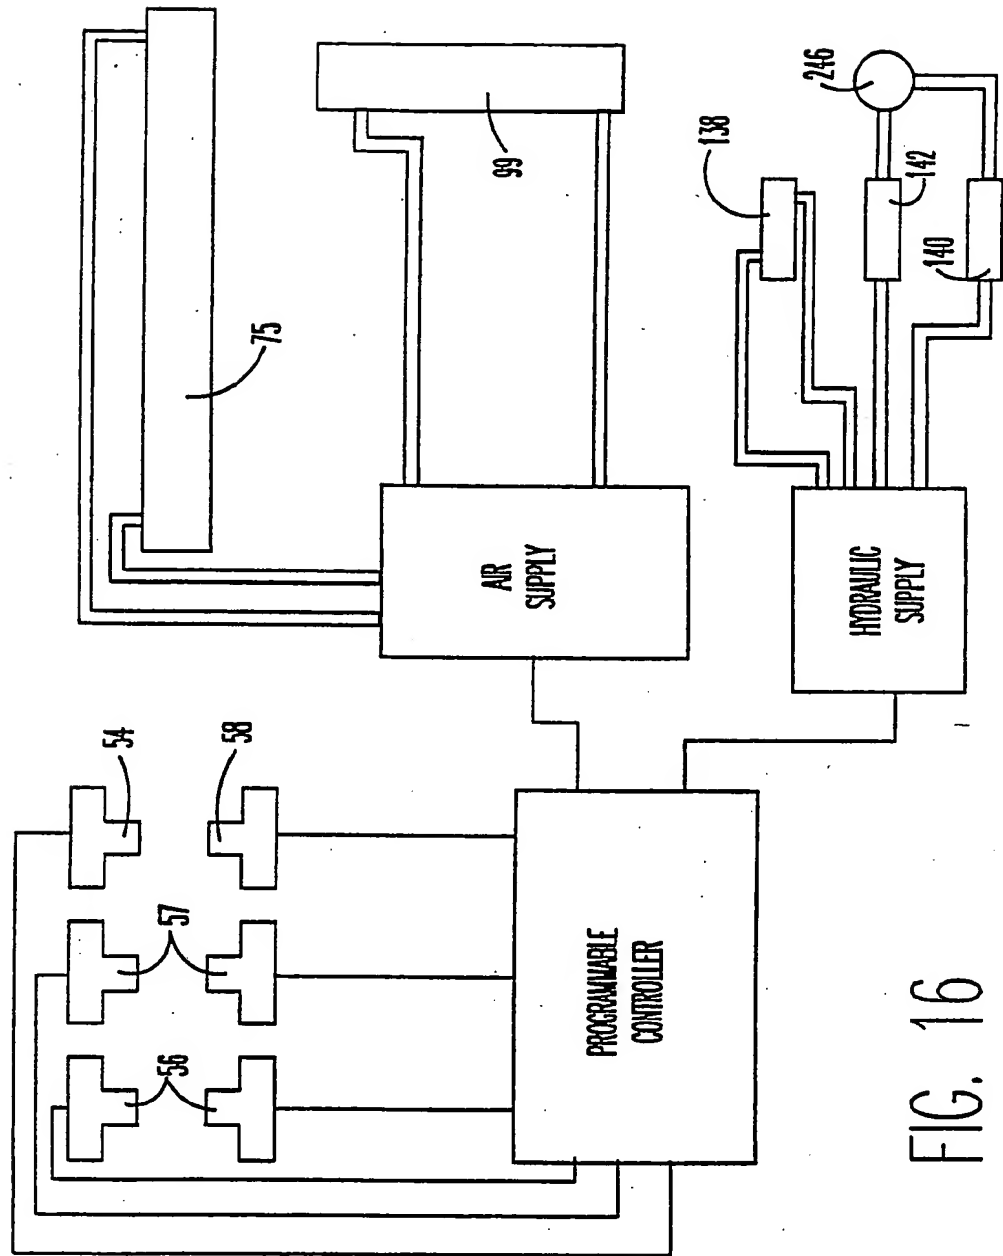 56
57
54
58
75
99
138
246
142
140
PROGRAMMABLE
CONTROLLER
AIR
SUPPLY
HYDRAULIC
SUPPLY
FIG. 16